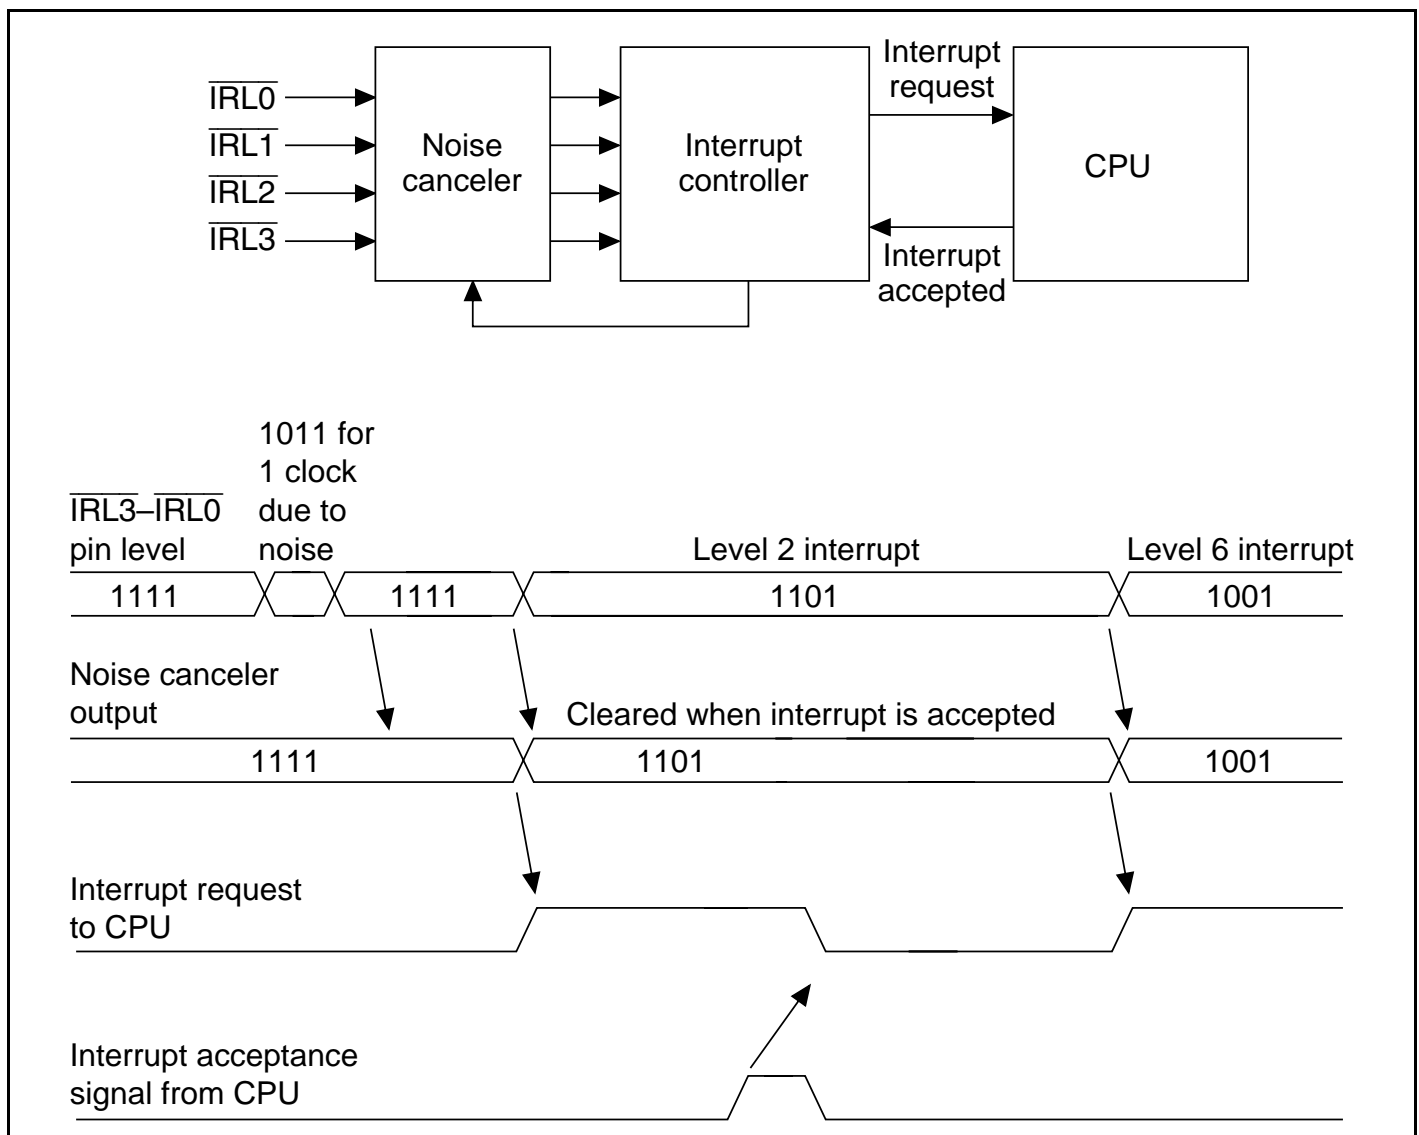 IRL0
IRL1
IRL2
IRL3
Noise
canceler
Interrupt
controller
Interrupt
request
Interrupt
accepted
CPU
1011 for
1 clock
due to
noise
IRL3–IRL0
pin level
Level 2 interrupt
Level 6 interrupt
1111
1111
1101
1001
Noise canceler
output
Cleared when interrupt is accepted
1111
1101
1001
Interrupt request
to CPU
Interrupt acceptance
signal from CPU